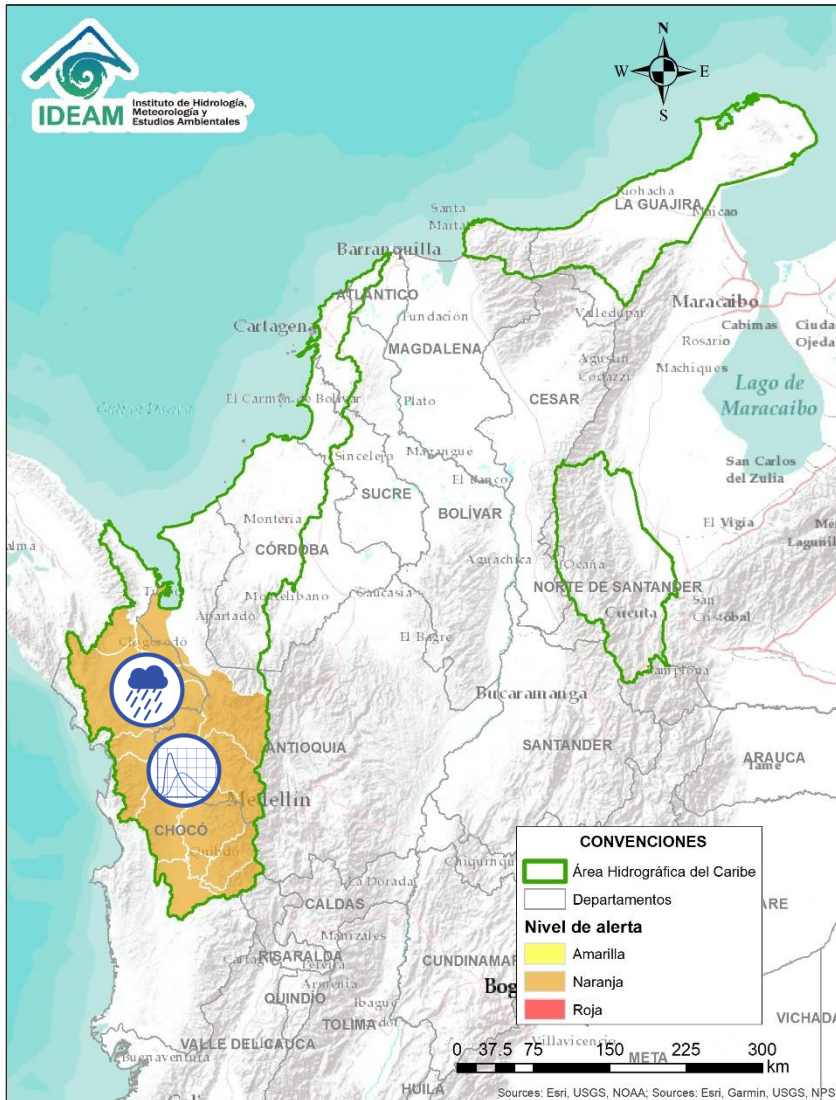 IDEAM
Instituto de Hidrología,
Meteorología y
Estudios Ambientales
N
W
E
S
Riohacha
LA GUAJIRA
Maicao
Santa
Marta
Barranquilla
ATLÁNTICO
Maracaibo
Cartagena
Fundación
Valledupar
Cabimas
Ciuda
Ojeda
Rosario
MAGDALENA
Machiques
Agustín
Codazzi
Lago de
Maracaibo
El Carmen de Bolívar
Plato
CESAR
Sincelejo
Magangué
San Carlos
del Zulia
SUCRE
El Banco
BOLÍVAR
Montería
El Vigía
CÓRDOBA
Aguachica
Ocaña
NORTE DE SANTANDER
Cúcuta
San
Cristóbal
Apartadó
Montelíbano
Caucasia
El Bagre
Chigorodó
Pamplona
Bucaramanga
ANTIOQUIA
SANTANDER
ARAUCA
Tame
Medellín
CHOCÓ
Quibdó
La Dorada
CALDAS
Manizales
RISARALDA
Armenia
QUINDÍO
Ibagué
TOLIMA
VALLE DEL CAUCA
Buenaventura
HUILA
Villavicencio
META
VICHADA
CONVENCIONES
Área Hidrográfica del Caribe
Departamentos
Nivel de alerta
Amarilla
Naranja
Roja
0 37.5 75 150 225 300
km
Sources: Esri, USGS, NOAA; Sources: Esri, Garmin, USGS, NPS